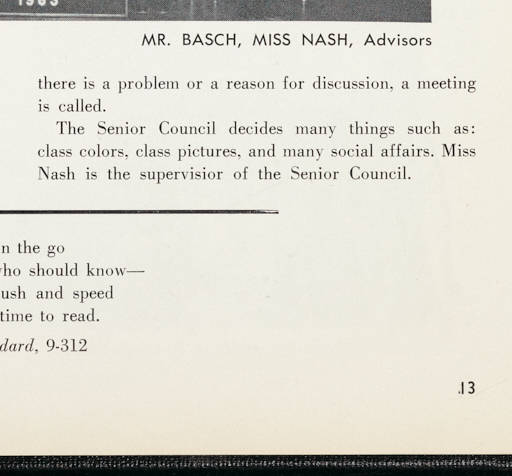 1963
MR. BASCH, MISS NASH, Advisors
there is a problem or a reason for discussion, a meeting
is called.
The Senior Council decides many things such as:
class colors, class pictures, and many social affairs. Miss
Nash is the supervisior of the Senior Council.
n the go
who should know—
ush and speed
time to read.
dard, 9-312
13